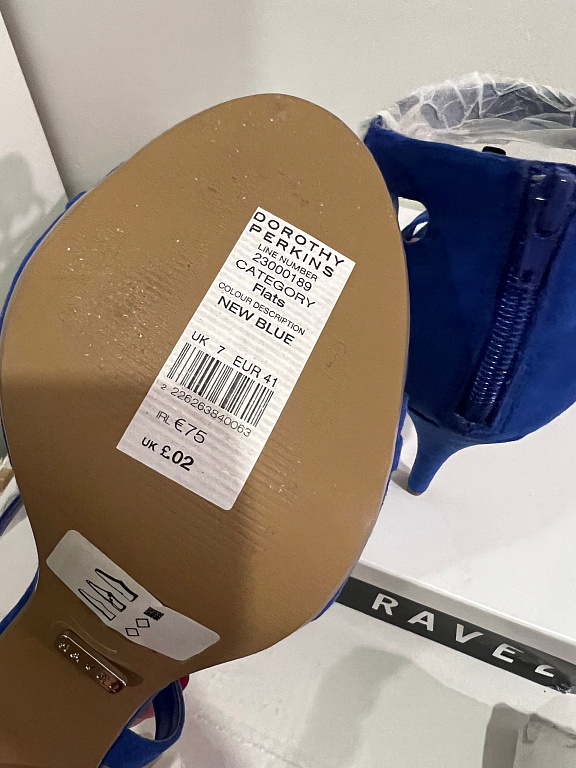 DOROTHY
PERKINS
LINE NUMBER
23000189
CATEGORY
Flats
COLOUR DESCRIPTION
NEW BLUE
UK 7 EUR 41
2 226263840063
IRL €75
UK £02
RAVEL